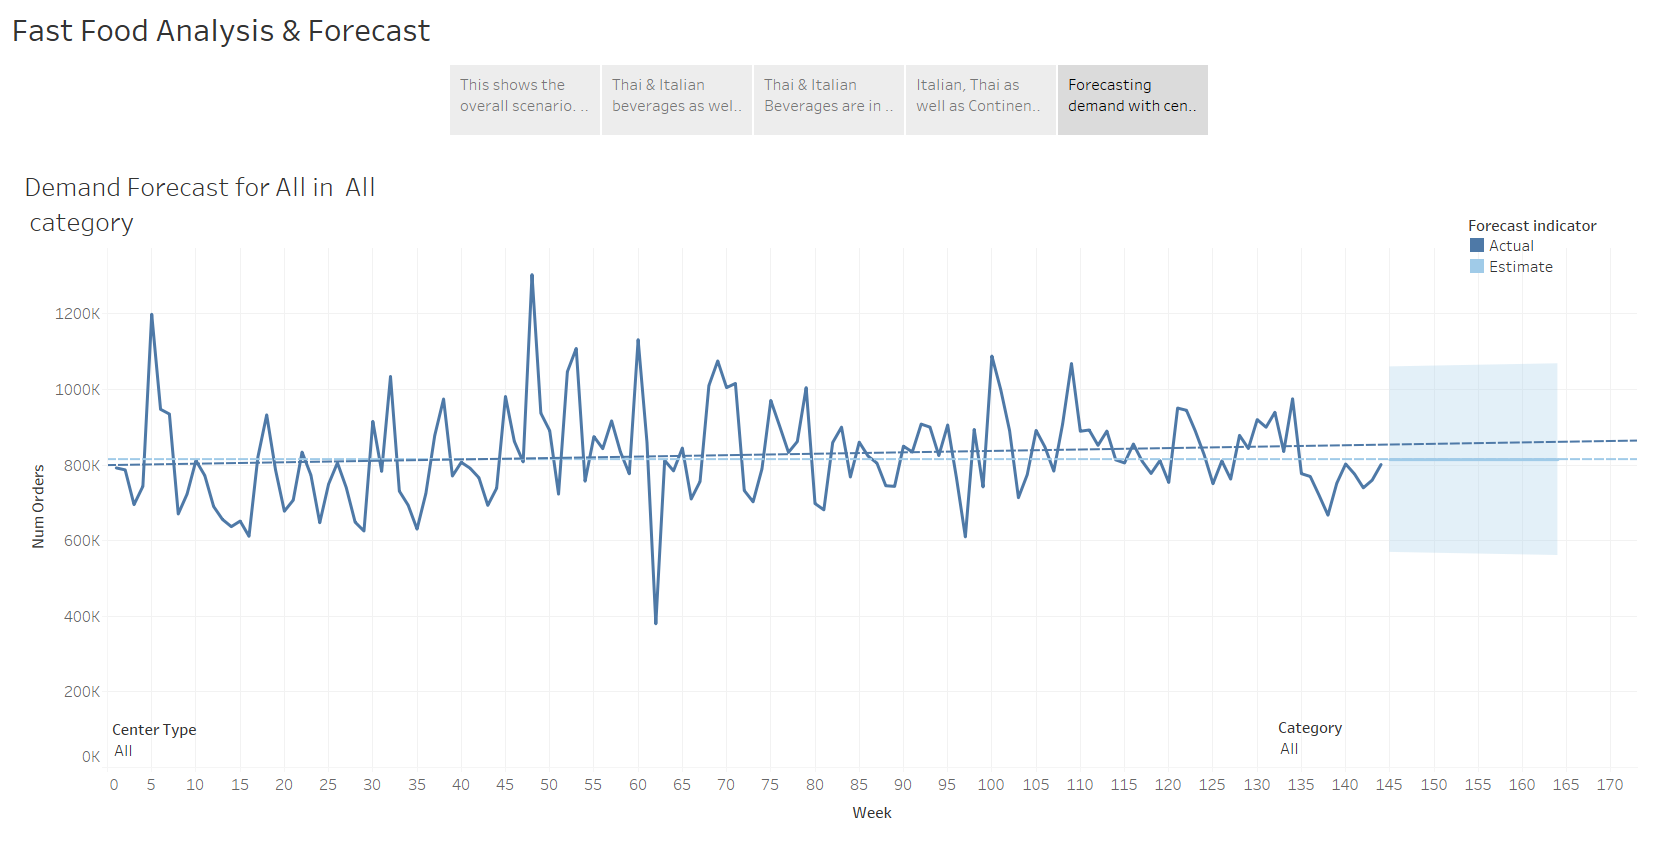 Fast Food Analysis & Forecast
This shows the
overall scenario. ..
Thai & Italian
beverages as wel..
Thai & Italian
Beverages are in ..
Italian, Thai as
well as Continen..
Forecasting
demand with cen..
Demand Forecast for All in  All
category
Forecast indicator
Actual
Estimate
1200K
1000K
800K
600K
400K
200K
0K
Num Orders
Center Type
All
Category
All
0 5 10 15 20 25 30 35 40 45 50 55 60 65 70 75 80 85 90 95 100 105 110 115 120 125 130 135 140 145 150 155 160 165 170
Week